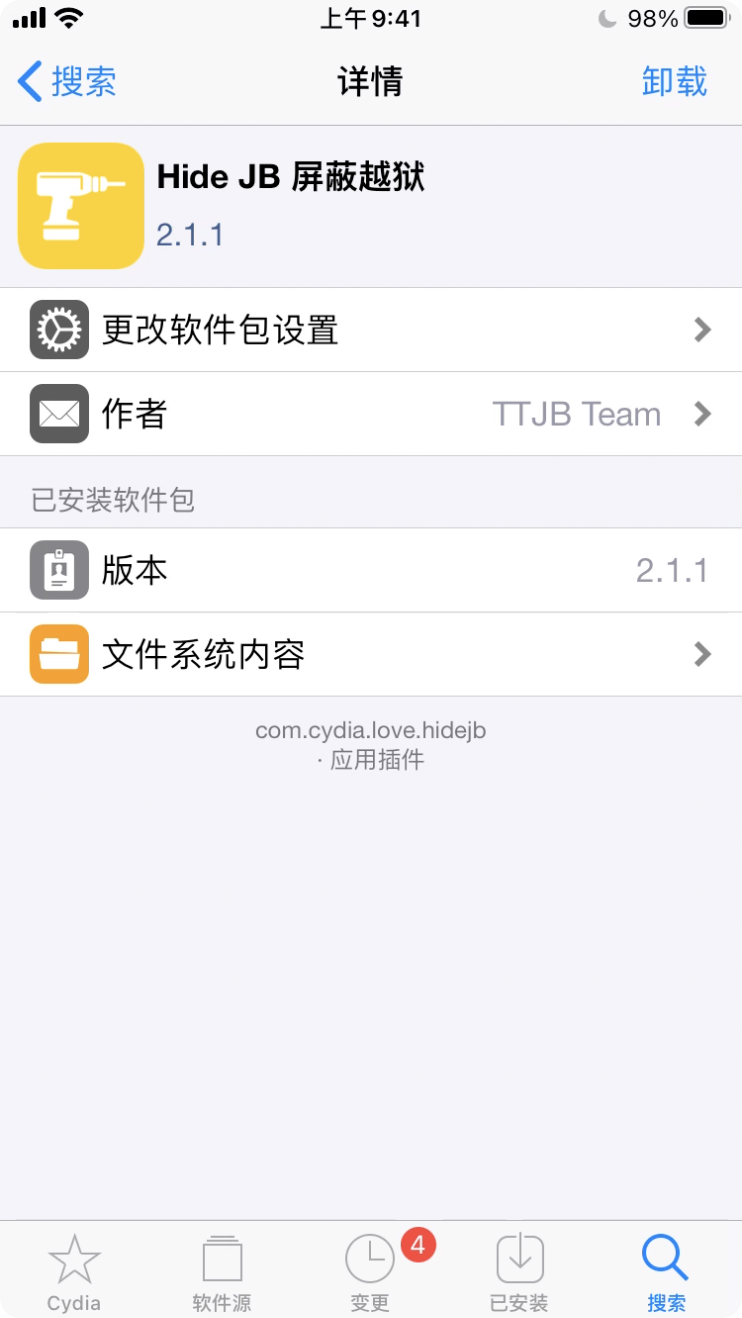 上午 9:41
98%
搜索
详情
卸载
Hide JB 屏蔽越狱
2.1.1
更改软件包设置
作者
TTJB Team
已安装软件包
版本
2.1.1
文件系统内容
com.cydia.love.hidejb
· 应用插件
4
Cydia
软件源
变更
已安装
搜索